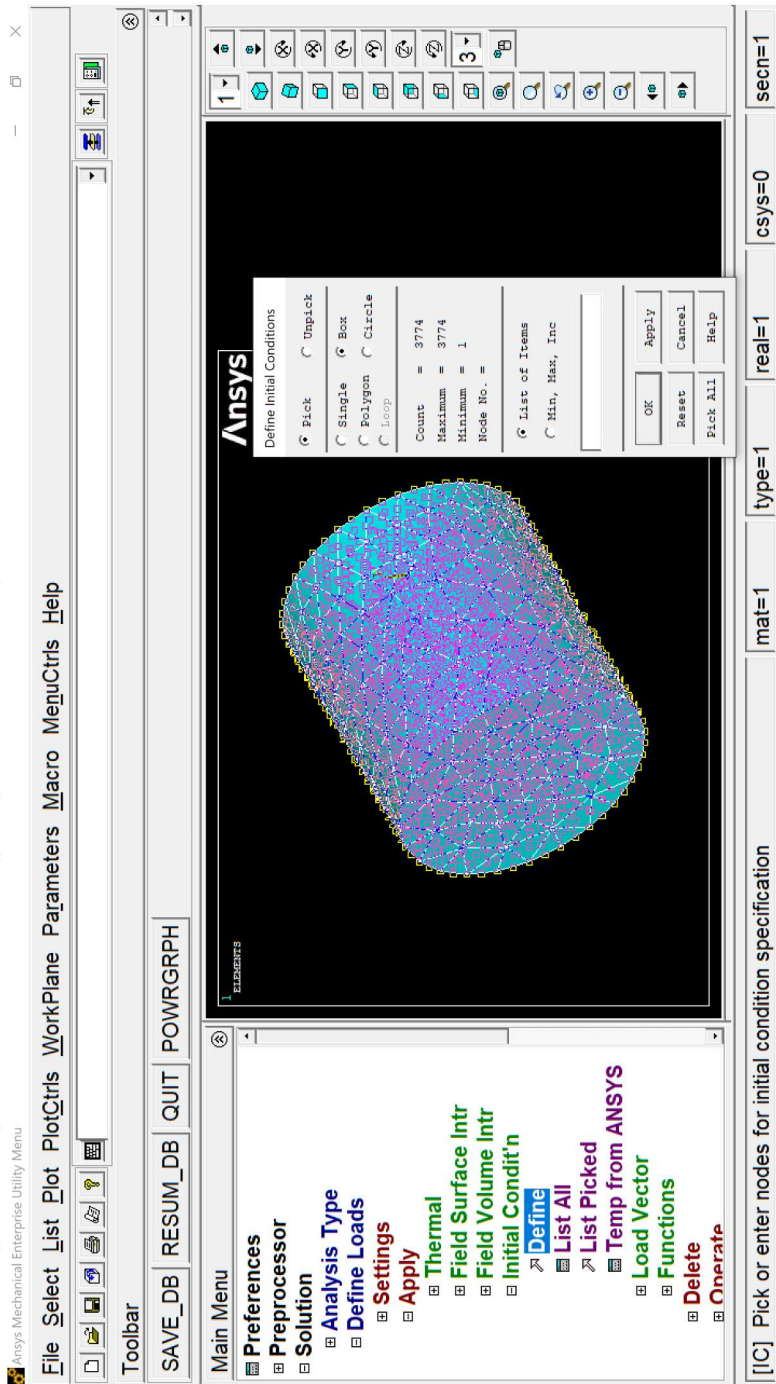 Ansys Mechanical Enterprise Utility Menu
File Select List Plot PlotCtrls WorkPlane Parameters Macro MenuCtrls Help
Toolbar
SAVE_DB RESUM_DB QUIT POWRGRPH
Main Menu
Preferences
Preprocessor
Solution
Analysis Type
Define Loads
Settings
Apply
Thermal
Field Surface Intr
Field Volume Intr
Initial Condit'n
Define
List All
List Picked
Temp from ANSYS
Load Vector
Functions
Delete
Operate
1
ELEMENTS
Ansys
Define Initial Conditions
Pick Unpick
Single Box
Polygon Circle
Loop
Count = 3774
Maximum = 3774
Minimum = 1
Node No. =
List of Items
Min, Max, Inc
OK Apply
Reset Cancel
Pick All Help
1
3
[IC] Pick or enter nodes for initial condition specification
mat=1 type=1 real=1 csys=0 secn=1